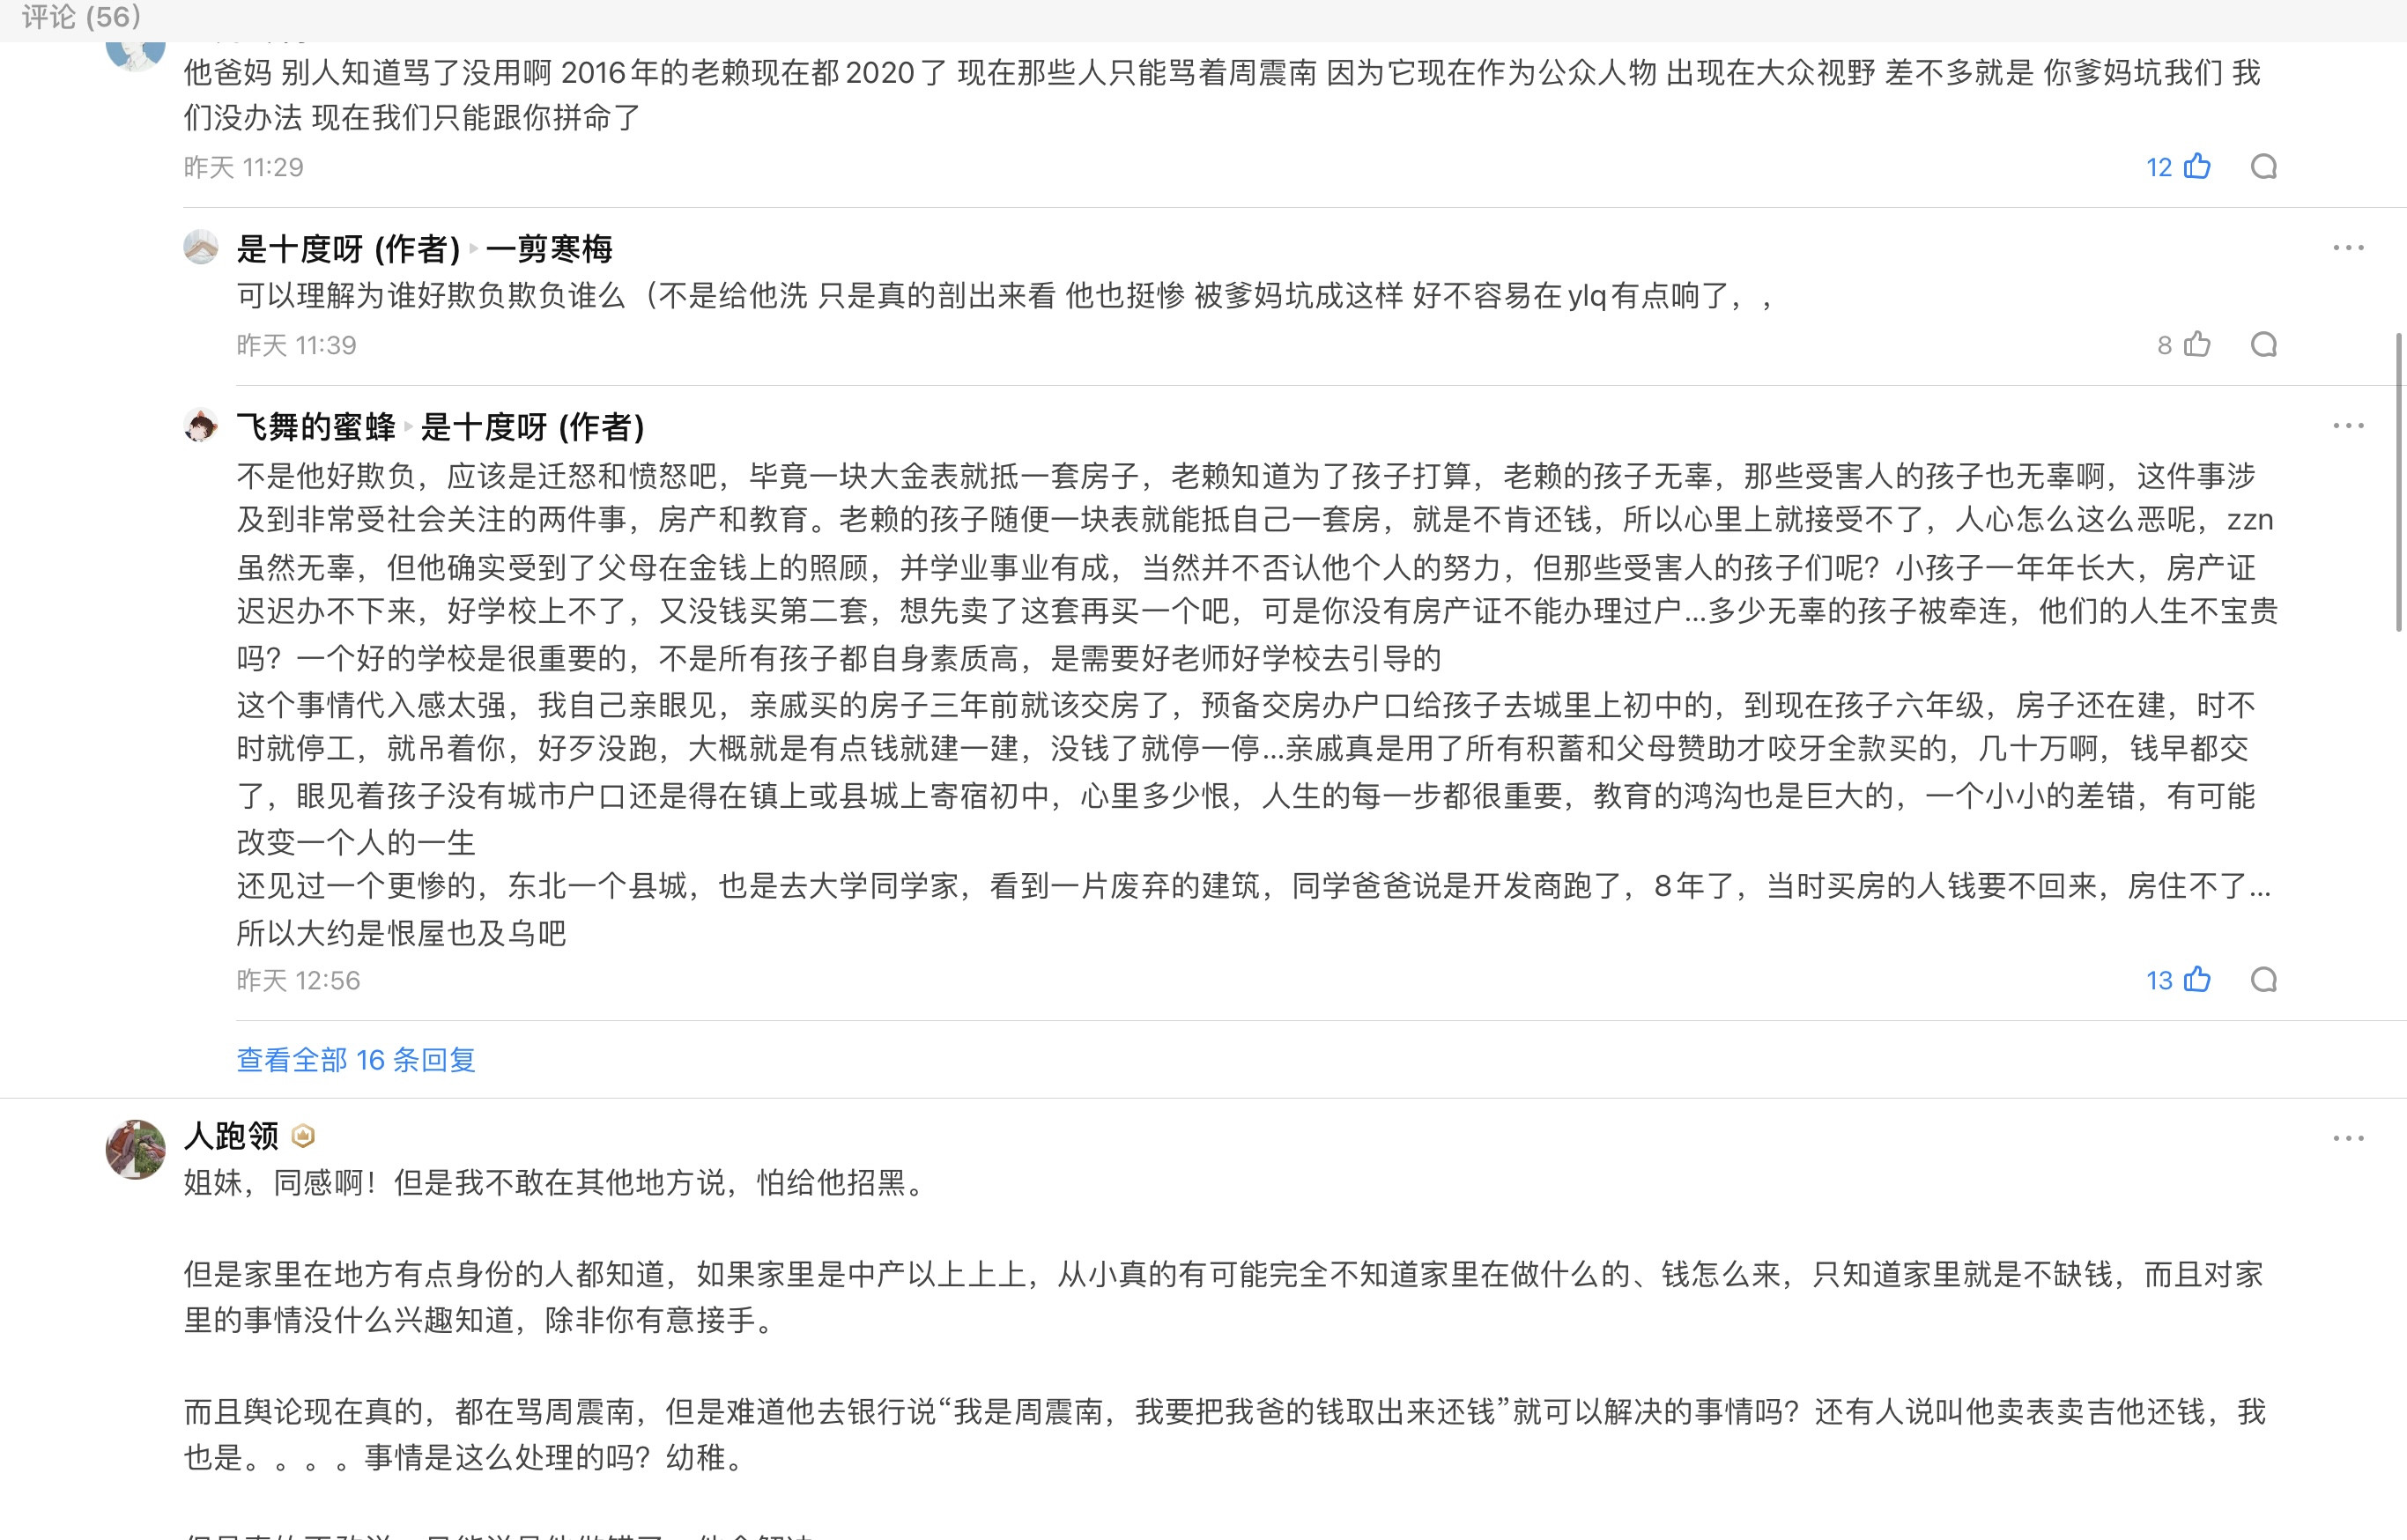 评论 (56)
他爸妈 别人知道骂了没用啊 2016年的老赖现在都2020了 现在那些人只能骂着周震南 因为它现在作为公众人物 出现在大众视野 差不多就是 你爹妈坑我们 我
们没办法 现在我们只能跟你拼命了
昨天 11:29
12
是十度呀 (作者) ▸ 一剪寒梅
可以理解为谁好欺负欺负谁么（不是给他洗 只是真的剖出来看 他也挺惨 被爹妈坑成这样 好不容易在ylq有点响了，，
昨天 11:39
8
飞舞的蜜蜂 ▸ 是十度呀 (作者)
不是他好欺负，应该是迁怒和愤怒吧，毕竟一块大金表就抵一套房子，老赖知道为了孩子打算，老赖的孩子无辜，那些受害人的孩子也无辜啊，这件事涉
及到非常受社会关注的两件事，房产和教育。老赖的孩子随便一块表就能抵自己一套房，就是不肯还钱，所以心里上就接受不了，人心怎么这么恶呢，zzn
虽然无辜，但他确实受到了父母在金钱上的照顾，并学业事业有成，当然并不否认他个人的努力，但那些受害人的孩子们呢？小孩子一年年长大，房产证
迟迟办不下来，好学校上不了，又没钱买第二套，想先卖了这套再买一个吧，可是你没有房产证不能办理过户...多少无辜的孩子被牵连，他们的人生不宝贵
吗？一个好的学校是很重要的，不是所有孩子都自身素质高，是需要好老师好学校去引导的
这个事情代入感太强，我自己亲眼见，亲戚买的房子三年前就该交房了，预备交房办户口给孩子去城里上初中的，到现在孩子六年级，房子还在建，时不
时就停工，就吊着你，好歹没跑，大概就是有点钱就建一建，没钱了就停一停...亲戚真是用了所有积蓄和父母赞助才咬牙全款买的，几十万啊，钱早都交
了，眼见着孩子没有城市户口还是得在镇上或县城上寄宿初中，心里多少恨，人生的每一步都很重要，教育的鸿沟也是巨大的，一个小小的差错，有可能
改变一个人的一生
还见过一个更惨的，东北一个县城，也是去大学同学家，看到一片废弃的建筑，同学爸爸说是开发商跑了，8年了，当时买房的人钱要不回来，房住不了...
所以大约是恨屋也及乌吧
昨天 12:56
13
查看全部 16 条回复
人跑领
姐妹，同感啊！但是我不敢在其他地方说，怕给他招黑。
但是家里在地方有点身份的人都知道，如果家里是中产以上上上，从小真的有可能完全不知道家里在做什么的、钱怎么来，只知道家里就是不缺钱，而且对家
里的事情没什么兴趣知道，除非你有意接手。
而且舆论现在真的，都在骂周震南，但是难道他去银行说“我是周震南，我要把我爸的钱取出来还钱”就可以解决的事情吗？还有人说叫他卖表卖吉他还钱，我
也是。。。。事情是这么处理的吗？幼稚。